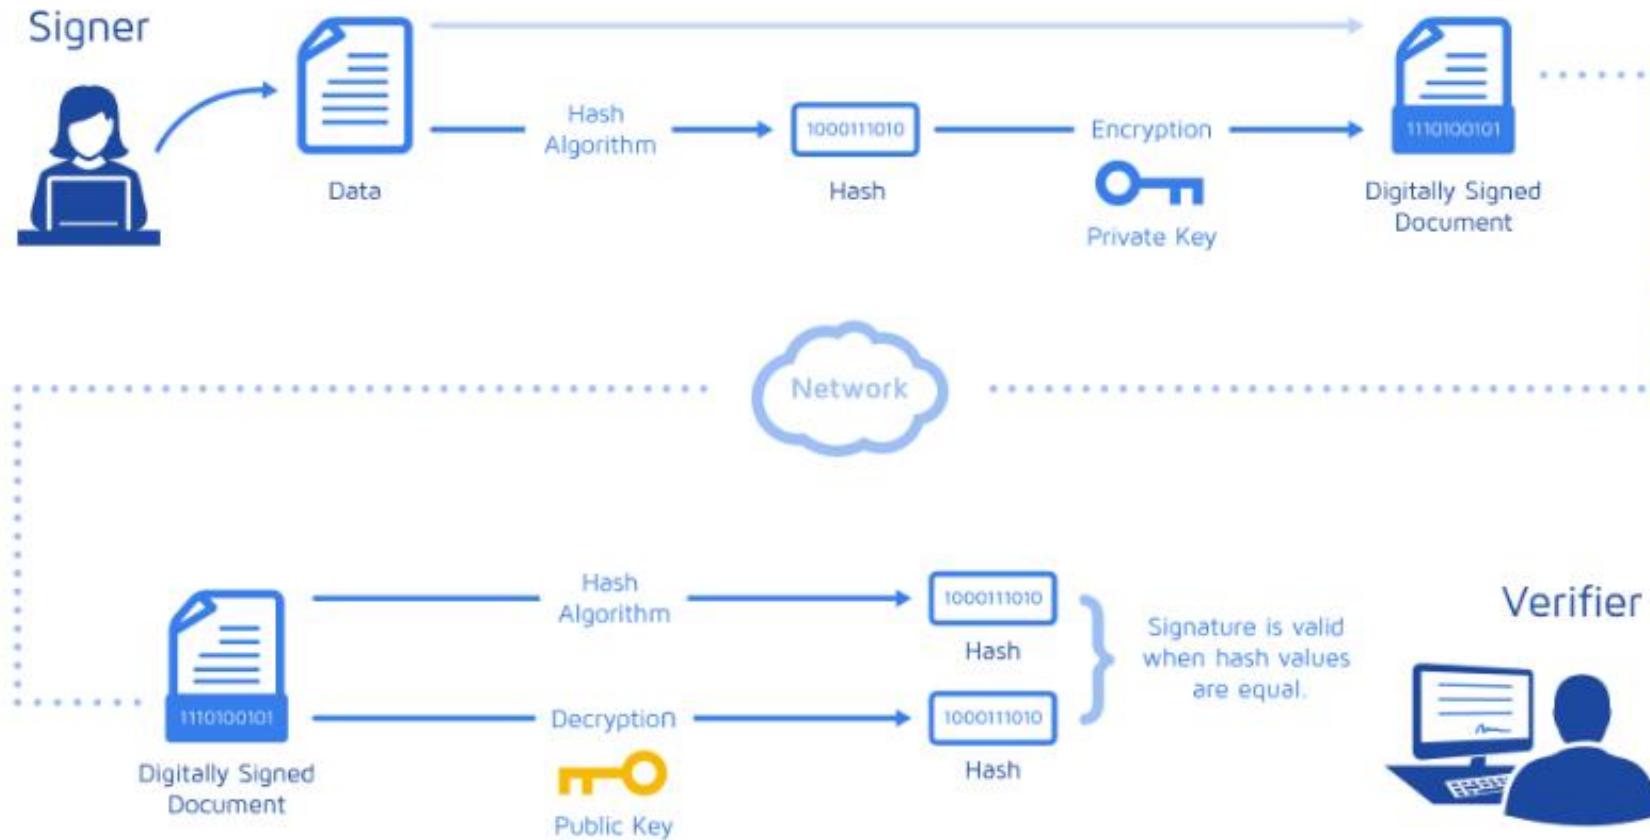 Signer
Hash
Algorithm
1000111010
Encryption
1110100101
Data
Hash
Private Key
Digitally Signed
Document
Network
Hash
Algorithm
1000111010
Hash
Signature is valid
when hash values
are equal.
Verifier
1110100101
Decryption
1000111010
Hash
Digitally Signed
Document
Public Key